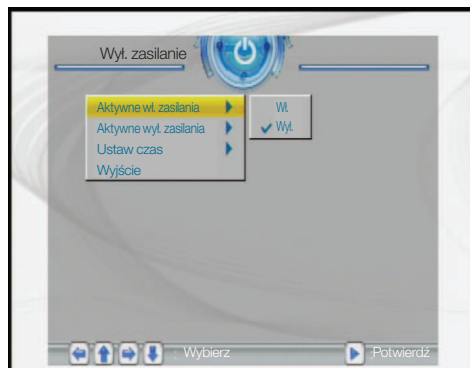 Wył. zasilanie
Aktywne wł. zasilania
Wł.
Aktywne wył. zasilania
Wył.
Ustaw czas
Wyjście
: Wybierz
: Potwierdź